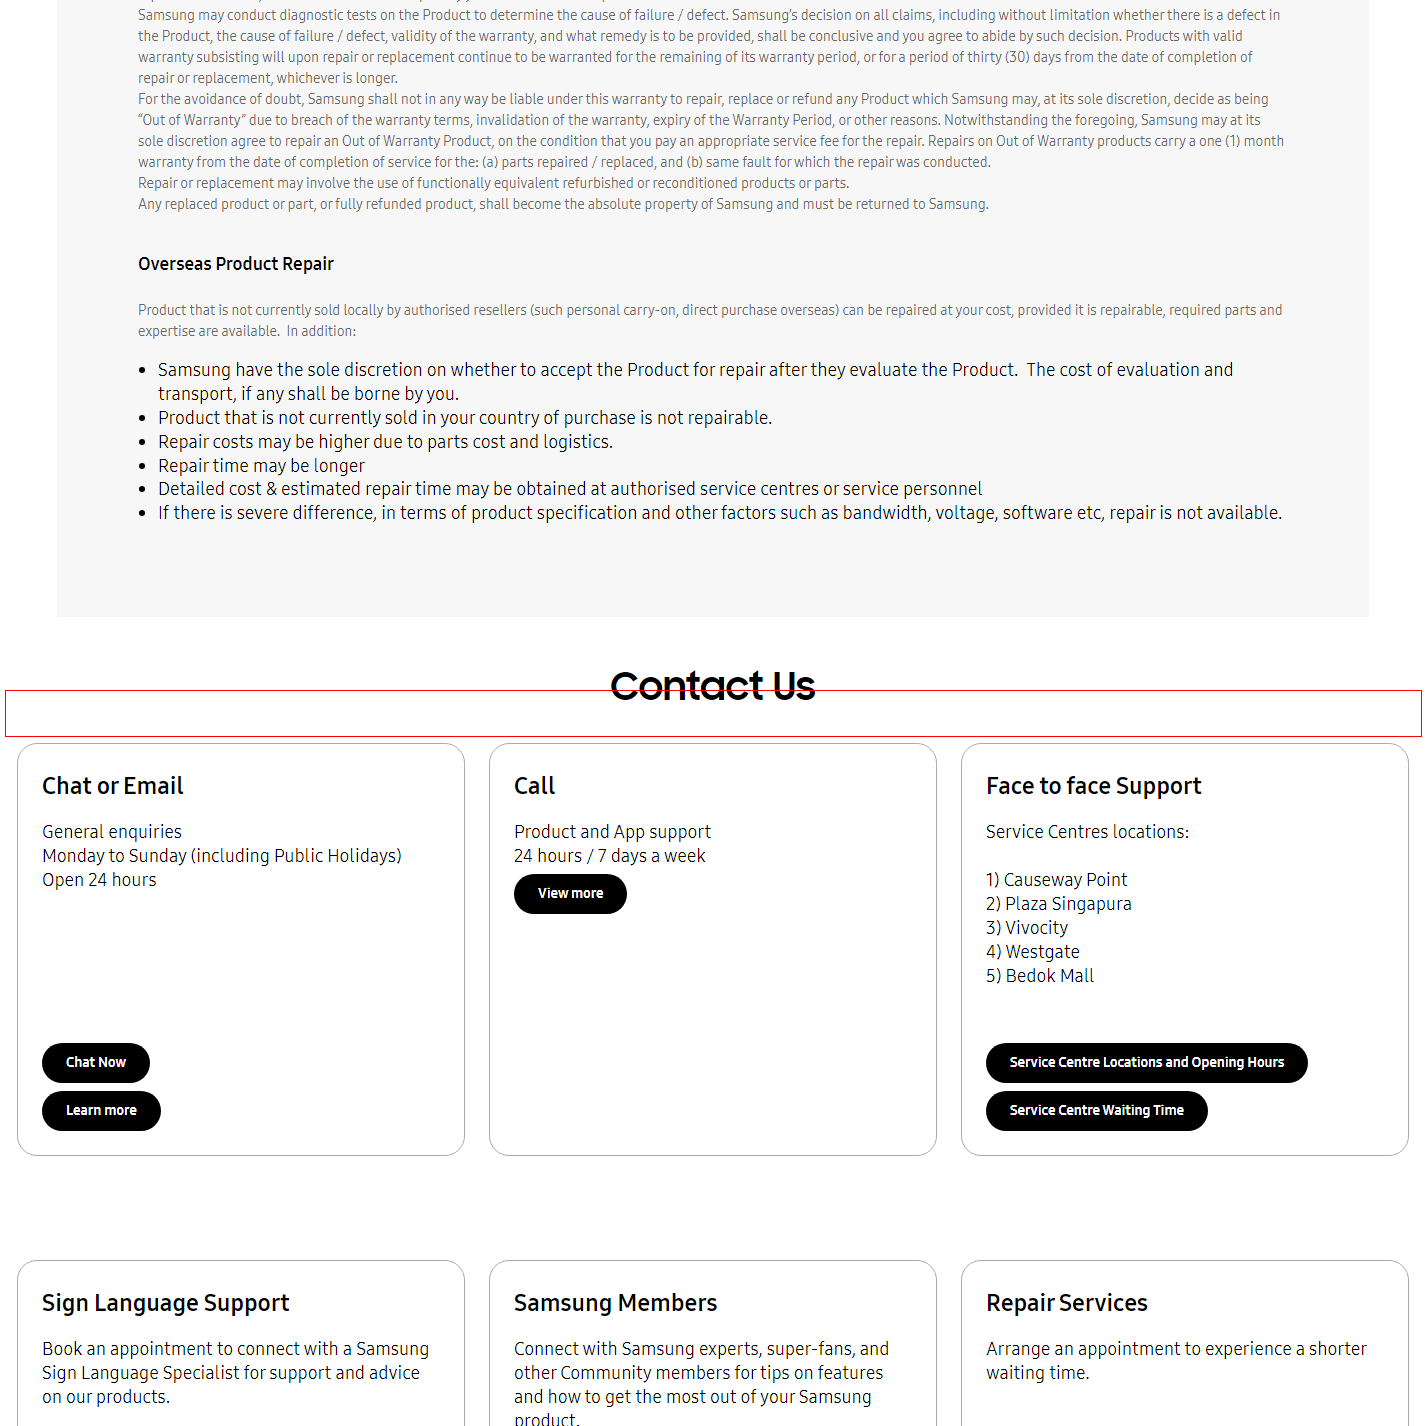 Samsung may conduct diagnostic tests on the Product to determine the cause of failure / defect. Samsung's decision on all claims, including without limitation whether there is a defect in
the Product, the cause of failure / defect, validity of the warranty, and what remedy is to be provided, shall be conclusive and you agree to abide by such decision. Products with valid
warranty subsisting will upon repair or replacement continue to be warranted for the remaining of its warranty period, or for a period of thirty (30) days from the date of completion of
repair or replacement, whichever is longer.
For the avoidance of doubt, Samsung shall not in any way be liable under this warranty to repair, replace or refund any Product which Samsung may, at its sole discretion, decide as being
“Out of Warranty” due to breach of the warranty terms, invalidation of the warranty, expiry of the Warranty Period, or other reasons. Notwithstanding the foregoing, Samsung may at its
sole discretion agree to repair an Out of Warranty Product, on the condition that you pay an appropriate service fee for the repair. Repairs on Out of Warranty products carry a one (1) month
warranty from the date of completion of service for the: (a) parts repaired / replaced, and (b) same fault for which the repair was conducted.
Repair or replacement may involve the use of functionally equivalent refurbished or reconditioned products or parts.
Any replaced product or part, or fully refunded product, shall become the absolute property of Samsung and must be returned to Samsung.
Overseas Product Repair
Product that is not currently sold locally by authorised resellers (such personal carry-on, direct purchase overseas) can be repaired at your cost, provided it is repairable, required parts and
expertise are available. In addition:
• Samsung have the sole discretion on whether to accept the Product for repair after they evaluate the Product. The cost of evaluation and
transport, if any shall be borne by you.
• Product that is not currently sold in your country of purchase is not repairable.
• Repair costs may be higher due to parts cost and logistics.
• Repair time may be longer
• Detailed cost & estimated repair time may be obtained at authorised service centres or service personnel
• If there is severe difference, in terms of product specification and other factors such as bandwidth, voltage, software etc, repair is not available.
Contact Us
Chat or Email
General enquiries
Monday to Sunday (including Public Holidays)
Open 24 hours
Chat Now
Learn more
Call
Product and App support
24 hours / 7 days a week
View more
Face to face Support
Service Centres locations:
1) Causeway Point
2) Plaza Singapura
3) Vivocity
4) Westgate
5) Bedok Mall
Service Centre Locations and Opening Hours
Service Centre Waiting Time
Sign Language Support
Book an appointment to connect with a Samsung
Sign Language Specialist for support and advice
on our products.
Samsung Members
Connect with Samsung experts, super-fans, and
other Community members for tips on features
and how to get the most out of your Samsung
product.
Repair Services
Arrange an appointment to experience a shorter
waiting time.